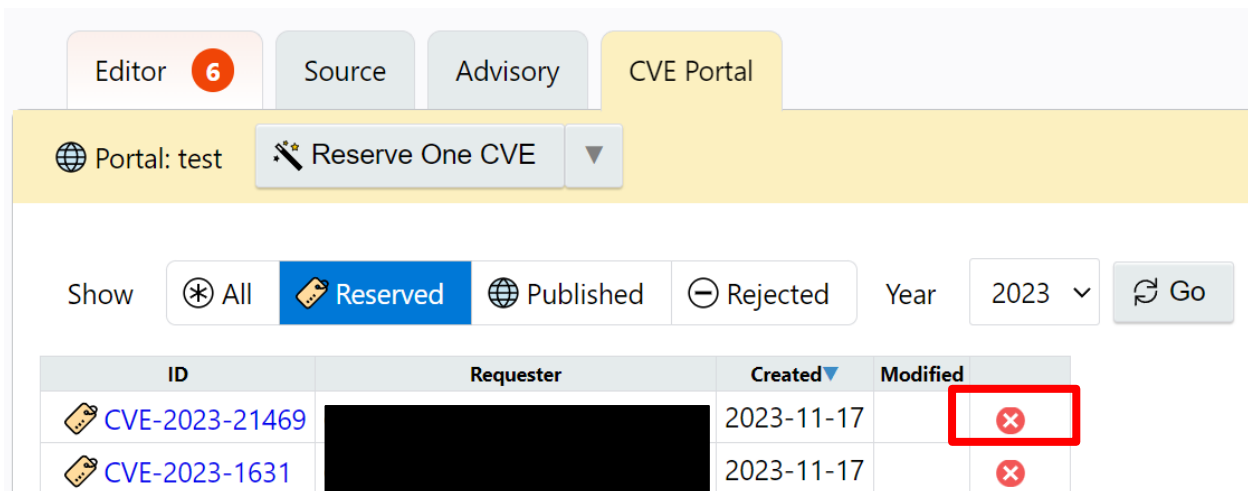 Editor 6 Source Advisory CVE Portal
Portal: test Reserve One CVE ▼
Show All Reserved Published Rejected Year 2023 Go
ID Requester Created▼ Modified
CVE-2023-21469 2023-11-17
CVE-2023-1631 2023-11-17